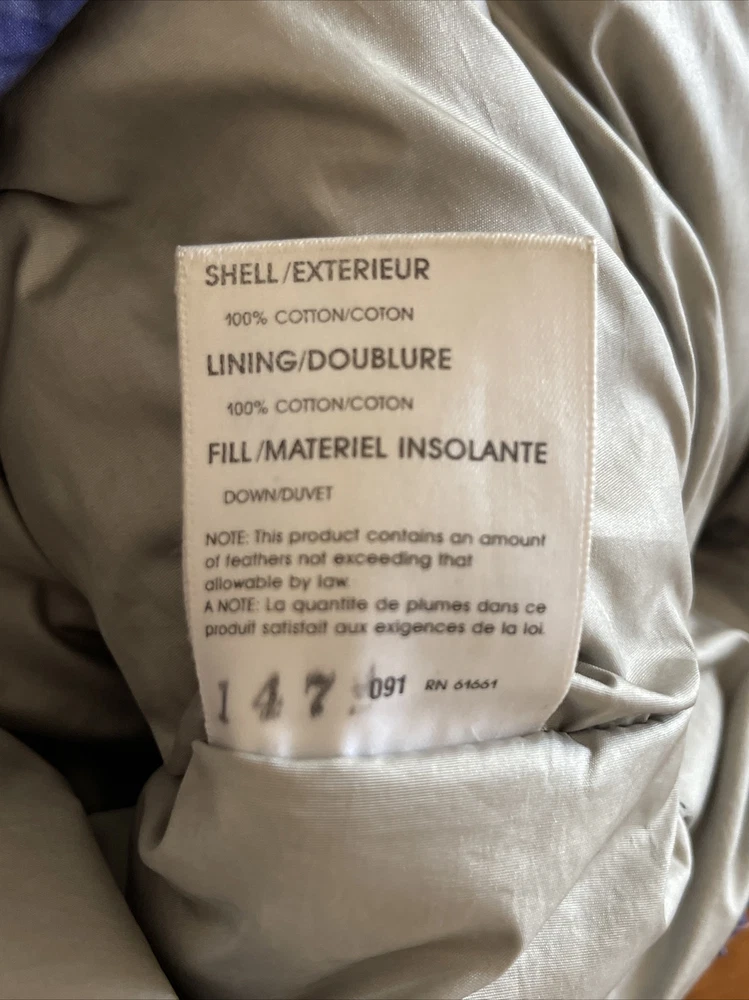 SHELL/EXTERIEUR
100% COTTON/COTON
LINING/DOUBLURE
100% COTTON/COTON
FILL/MATERIEL INSOLANTE
DOWN/DUVET
NOTE: This product contains an amount
of feathers not exceeding that
allowable by law.
A NOTE: La quantite de plumes dans ce
produit satisfait aux exigences de la loi.
147 091 RN 61661